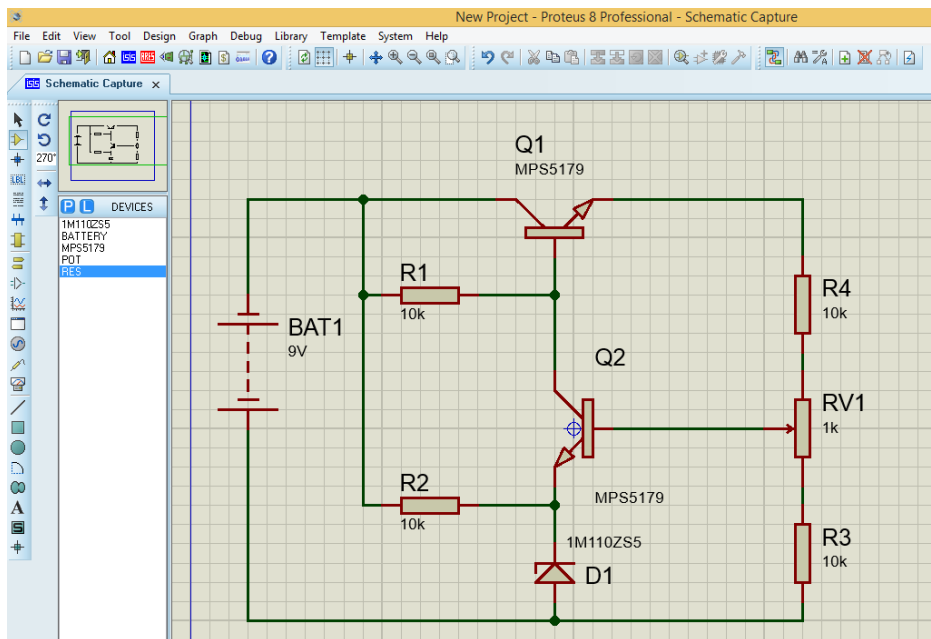 New Project - Proteus 8 Professional - Schematic Capture
File Edit View Tool Design Graph Debug Library Template System Help
Schematic Capture x
270°
P L DEVICES
1M110ZS5
BATTERY
MPS5179
POT
RES
Q1
MPS5179
R1
10k
R4
10k
BAT1
9V
Q2
RV1
1k
R2
10k
MPS5179
1M110ZS5
D1
R3
10k